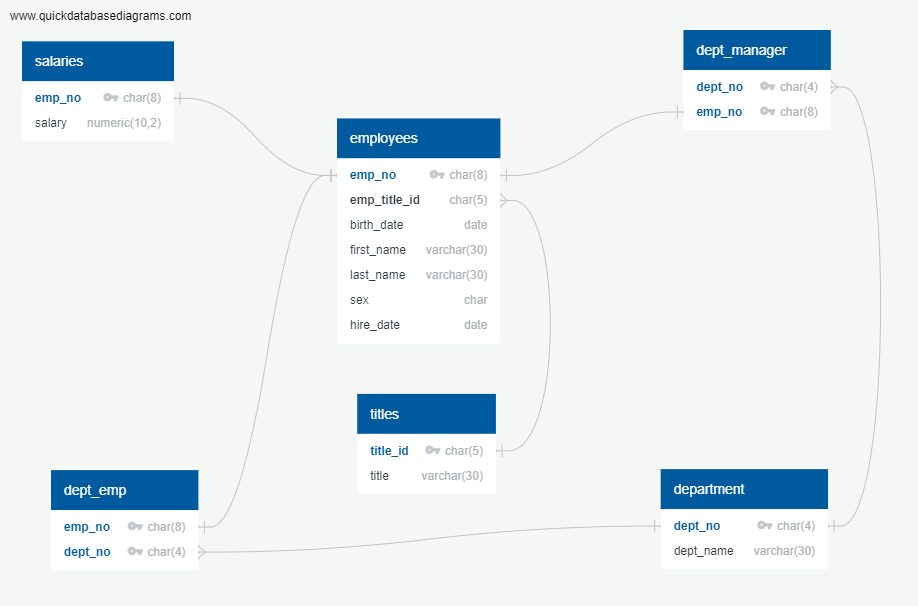 www.quickdatabasediagrams.com
salaries
emp_no char(8)
salary numeric(10,2)
dept_manager
dept_no char(4)
emp_no char(8)
employees
emp_no char(8)
emp_title_id char(5)
birth_date date
first_name varchar(30)
last_name varchar(30)
sex char
hire_date date
titles
title_id char(5)
title varchar(30)
dept_emp
emp_no char(8)
dept_no char(4)
department
dept_no char(4)
dept_name varchar(30)